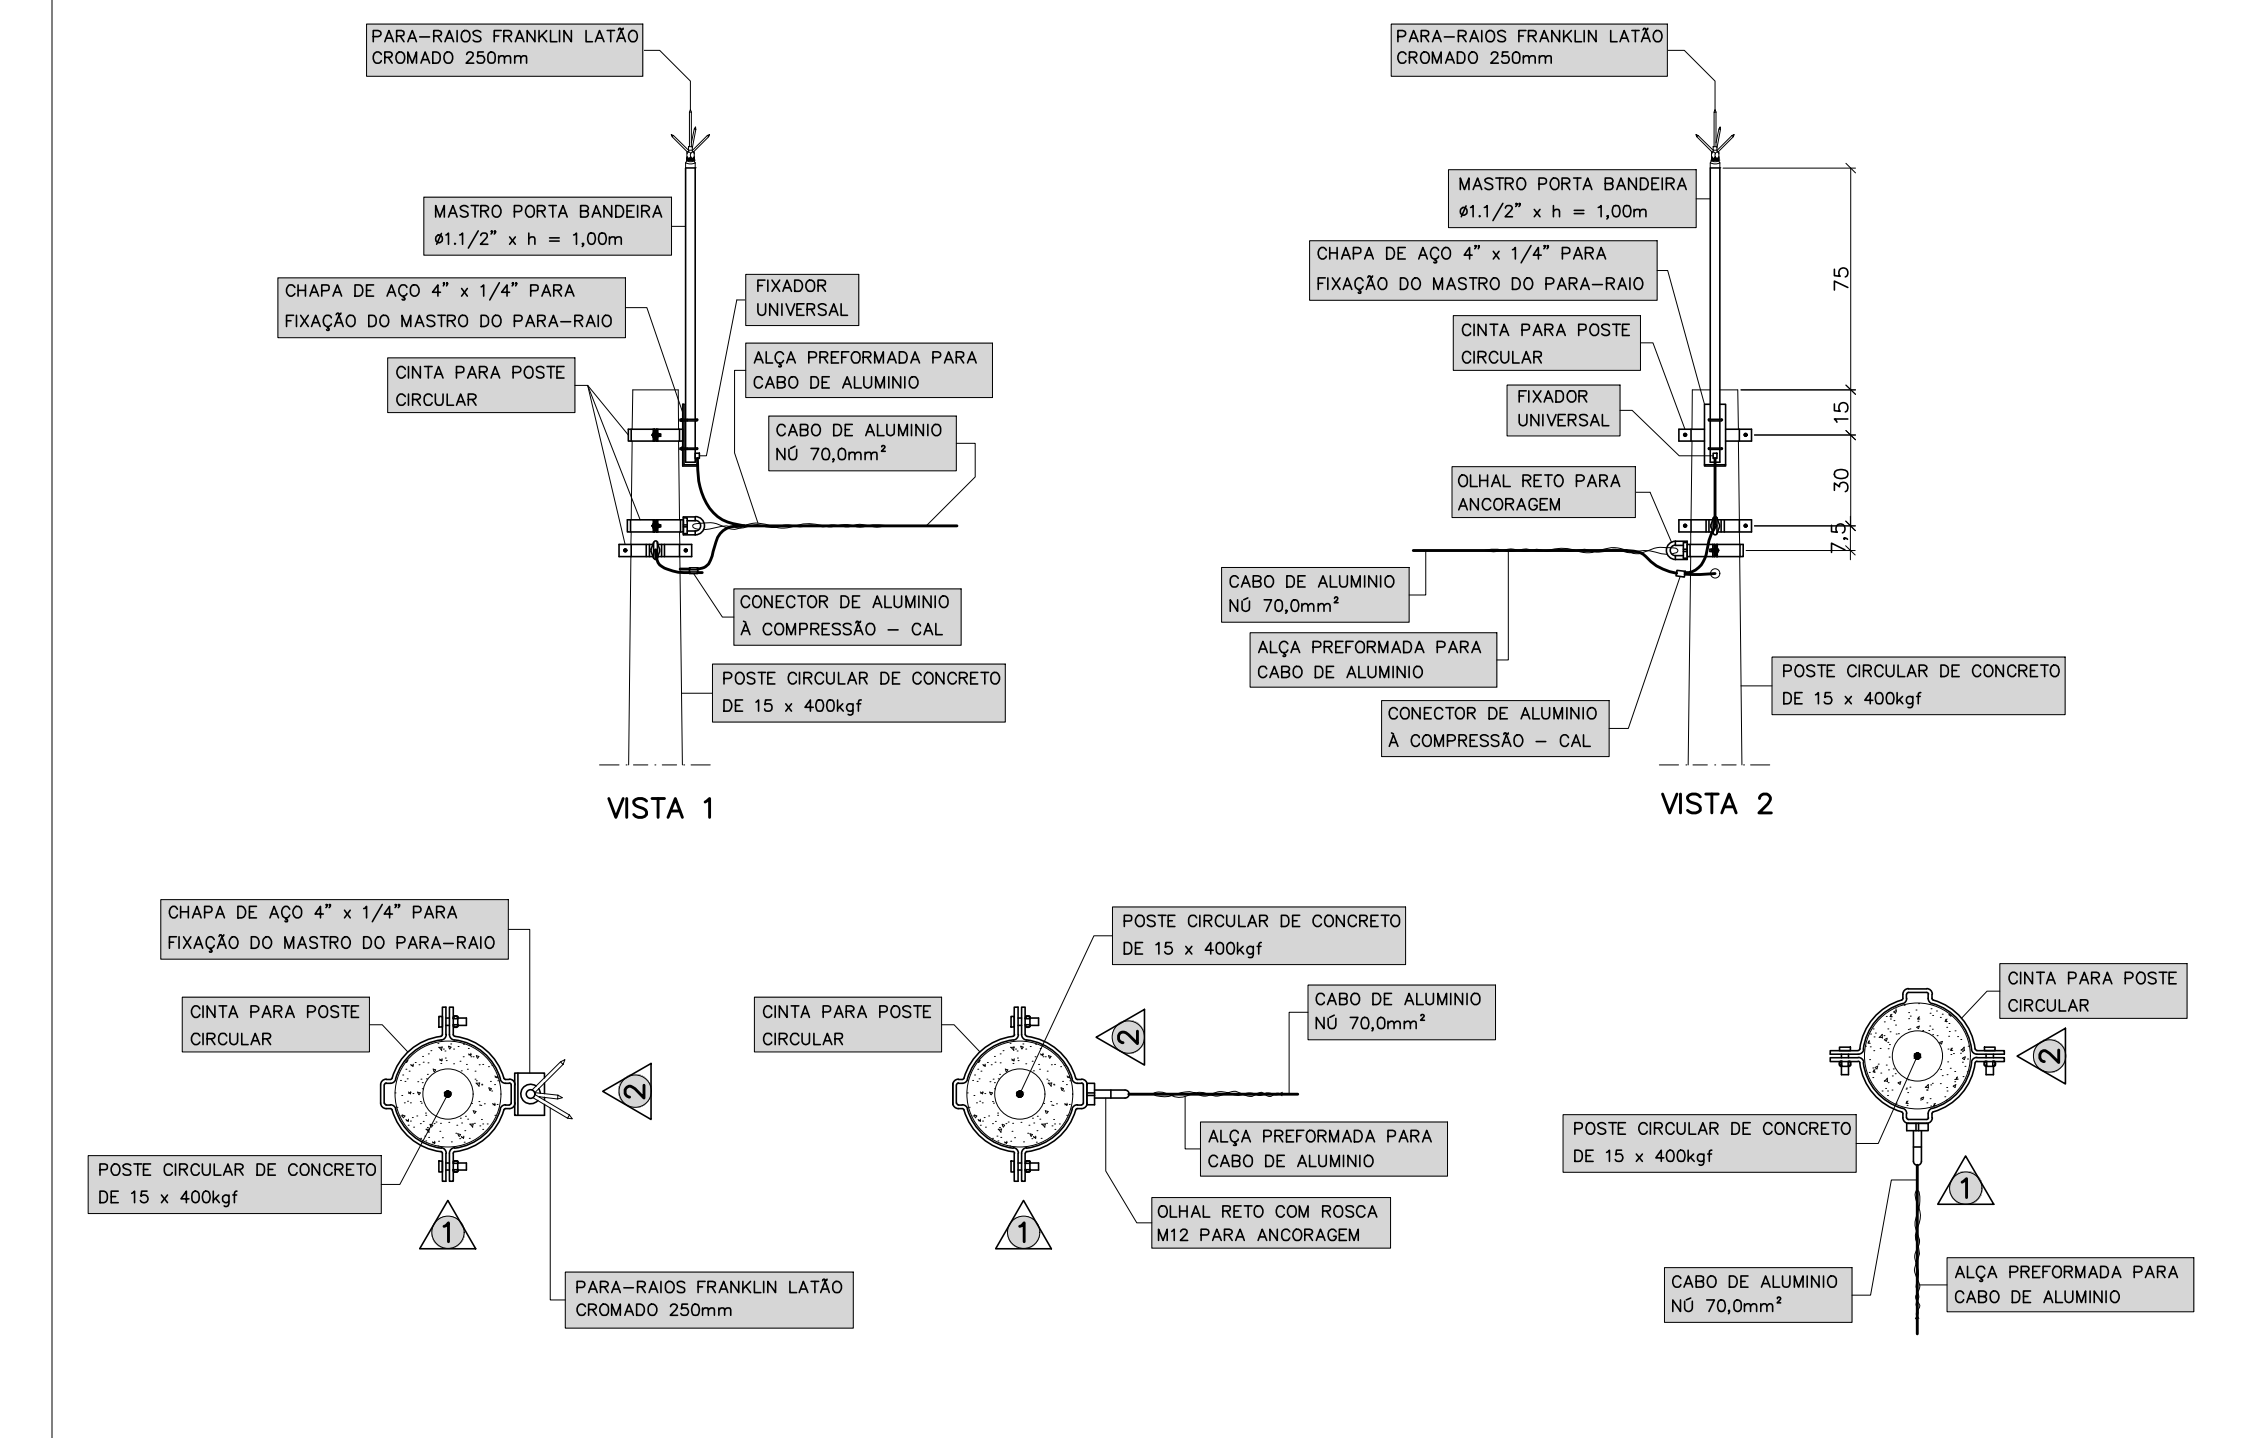 PARA-RAIOS FRANKLIN LATÃO
CROMADO 250mm
MASTRO PORTA BANDEIRA
ø1.1/2" x h = 1,00m
CHAPA DE AÇO 4" x 1/4" PARA
FIXAÇÃO DO MASTRO DO PARA-RAIO
FIXADOR
UNIVERSAL
CINTA PARA POSTE
CIRCULAR
ALÇA PREFORMADA PARA
CABO DE ALUMINIO
CABO DE ALUMINIO
NÚ 70,0mm²
CONECTOR DE ALUMINIO
À COMPRESSÃO - CAL
POSTE CIRCULAR DE CONCRETO
DE 15 x 400kgf
VISTA 1
PARA-RAIOS FRANKLIN LATÃO
CROMADO 250mm
MASTRO PORTA BANDEIRA
ø1.1/2" x h = 1,00m
CHAPA DE AÇO 4" x 1/4" PARA
FIXAÇÃO DO MASTRO DO PARA-RAIO
CINTA PARA POSTE
CIRCULAR
FIXADOR
UNIVERSAL
OLHAL RETO PARA
ANCORAGEM
75
15
30
7,5
CABO DE ALUMINIO
NÚ 70,0mm²
ALÇA PREFORMADA PARA
CABO DE ALUMINIO
CONECTOR DE ALUMINIO
À COMPRESSÃO - CAL
POSTE CIRCULAR DE CONCRETO
DE 15 x 400kgf
VISTA 2
CHAPA DE AÇO 4" x 1/4" PARA
FIXAÇÃO DO MASTRO DO PARA-RAIO
CINTA PARA POSTE
CIRCULAR
2
POSTE CIRCULAR DE CONCRETO
DE 15 x 400kgf
1
PARA-RAIOS FRANKLIN LATÃO
CROMADO 250mm
POSTE CIRCULAR DE CONCRETO
DE 15 x 400kgf
CINTA PARA POSTE
CIRCULAR
2
CABO DE ALUMINIO
NÚ 70,0mm²
ALÇA PREFORMADA PARA
CABO DE ALUMINIO
OLHAL RETO COM ROSCA
M12 PARA ANCORAGEM
1
CINTA PARA POSTE
CIRCULAR
2
POSTE CIRCULAR DE CONCRETO
DE 15 x 400kgf
1
CABO DE ALUMINIO
NÚ 70,0mm²
ALÇA PREFORMADA PARA
CABO DE ALUMINIO